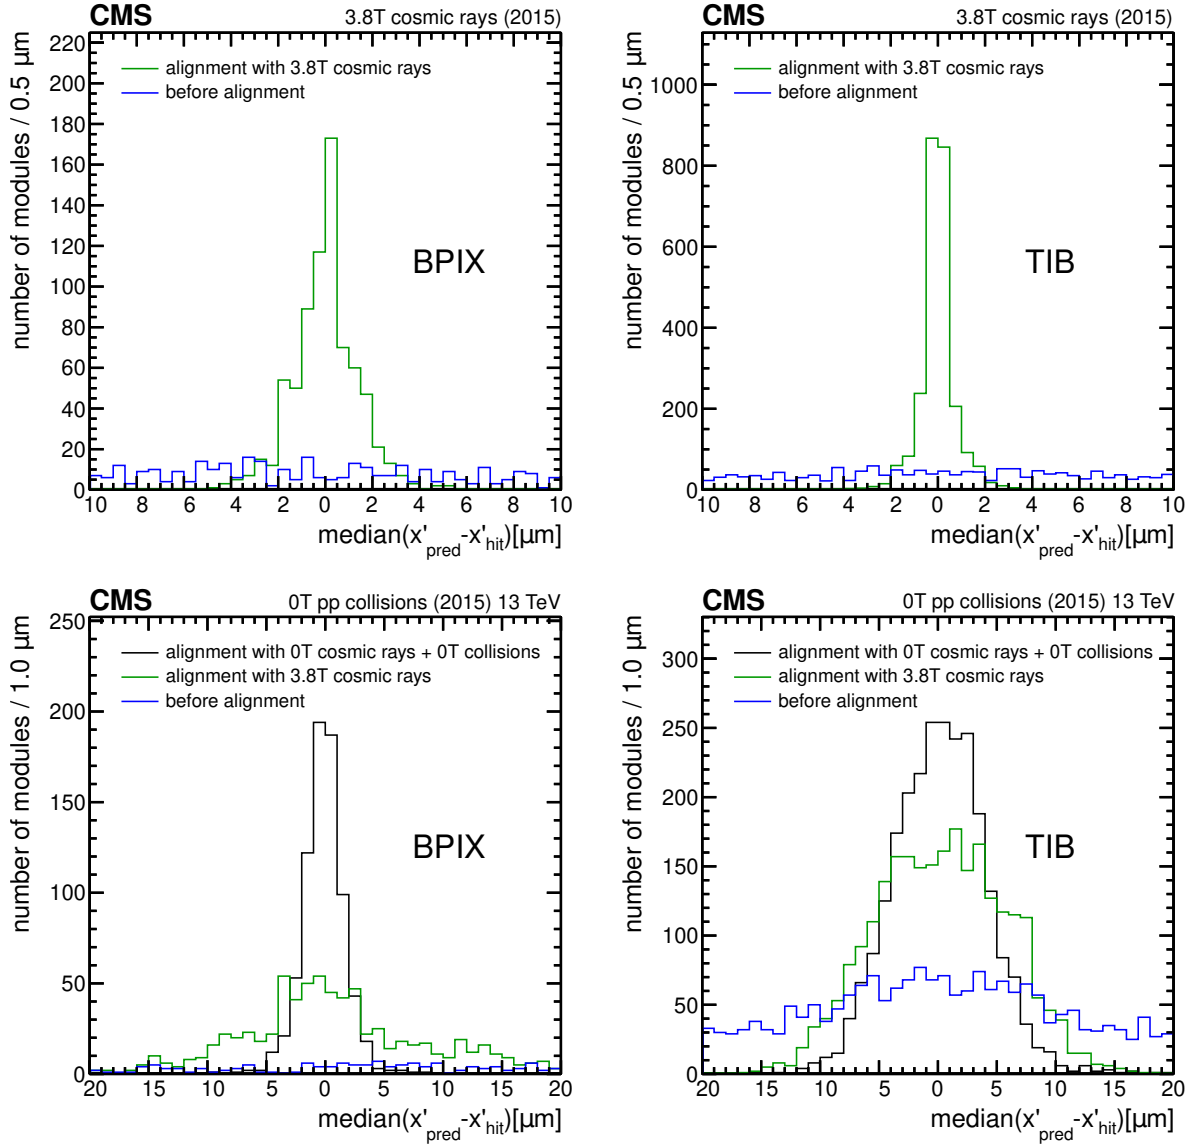 CMS 3.8T cosmic rays (2015)
number of modules / 0.5 µm
220
200
180
160
140
120
100
80
60
40
20
0
alignment with 3.8T cosmic rays
before alignment
BPIX
10 8 6 4 2 0 2 4 6 8 10
median(x'pred-x'hit)[µm]
CMS 3.8T cosmic rays (2015)
number of modules / 0.5 µm
1000
800
600
400
200
0
alignment with 3.8T cosmic rays
before alignment
TIB
10 8 6 4 2 0 2 4 6 8 10
median(x'pred-x'hit)[µm]
CMS 0T pp collisions (2015) 13 TeV
number of modules / 1.0 µm
250
200
150
100
50
0
alignment with 0T cosmic rays + 0T collisions
alignment with 3.8T cosmic rays
before alignment
BPIX
20 15 10 5 0 5 10 15 20
median(x'pred-x'hit)[µm]
CMS 0T pp collisions (2015) 13 TeV
number of modules / 1.0 µm
300
250
200
150
100
50
0
alignment with 0T cosmic rays + 0T collisions
alignment with 3.8T cosmic rays
before alignment
TIB
20 15 10 5 0 5 10 15 20
median(x'pred-x'hit)[µm]